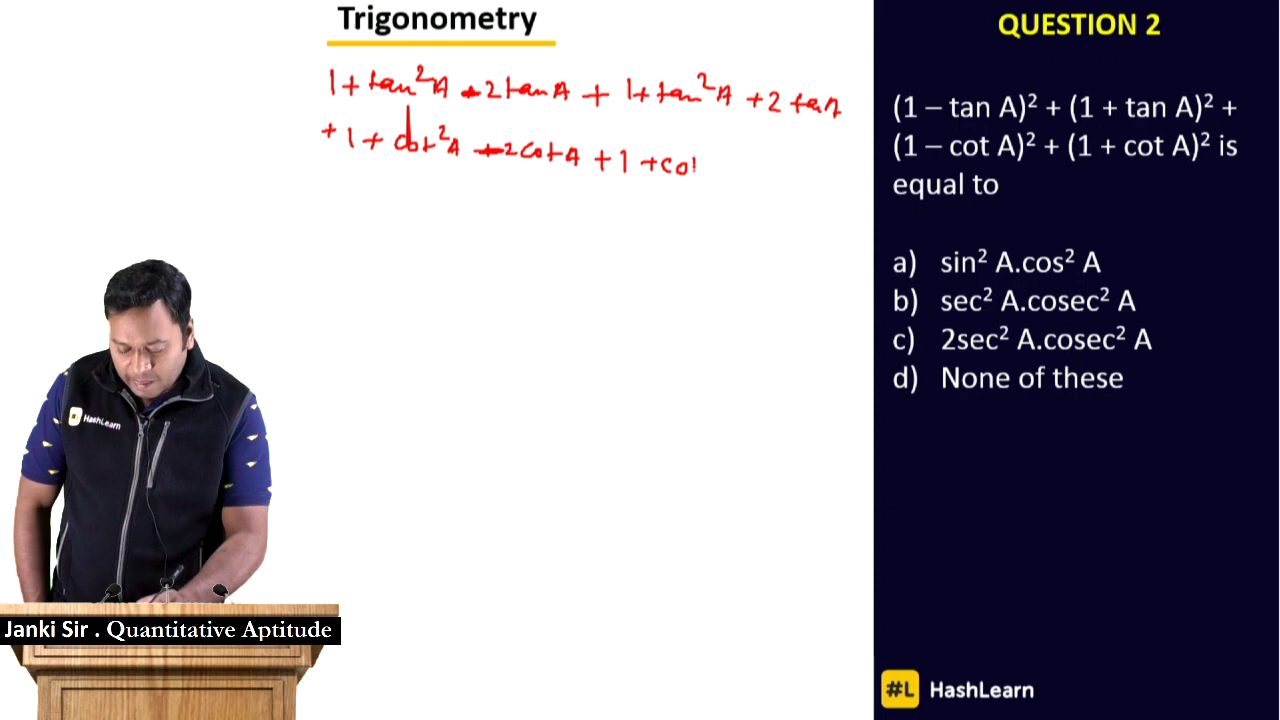 Trigonometry
1 + tan²A - 2 tan A + 1 + tan²A + 2 tan A
+ 1 + cot²A - 2 cot A + 1 + cot
QUESTION 2
(1 – tan A)² + (1 + tan A)² +
(1 – cot A)² + (1 + cot A)² is
equal to
a) sin² A.cos² A
b) sec² A.cosec² A
c) 2sec² A.cosec² A
d) None of these
HashLearn
Janki Sir . Quantitative Aptitude
#L HashLearn